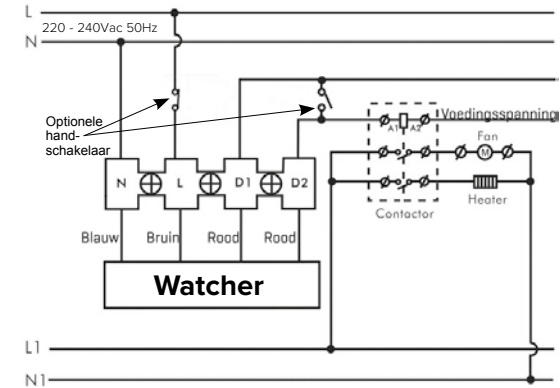 L
220 - 240Vac 50Hz
N
Optionele
hand-
schakelaar
A1
A2
Voedingsspanning
Fan
M
N
L
D1
D2
Heater
Contactor
Blauw
Bruin
Rood
Rood
Watcher
L1
N1